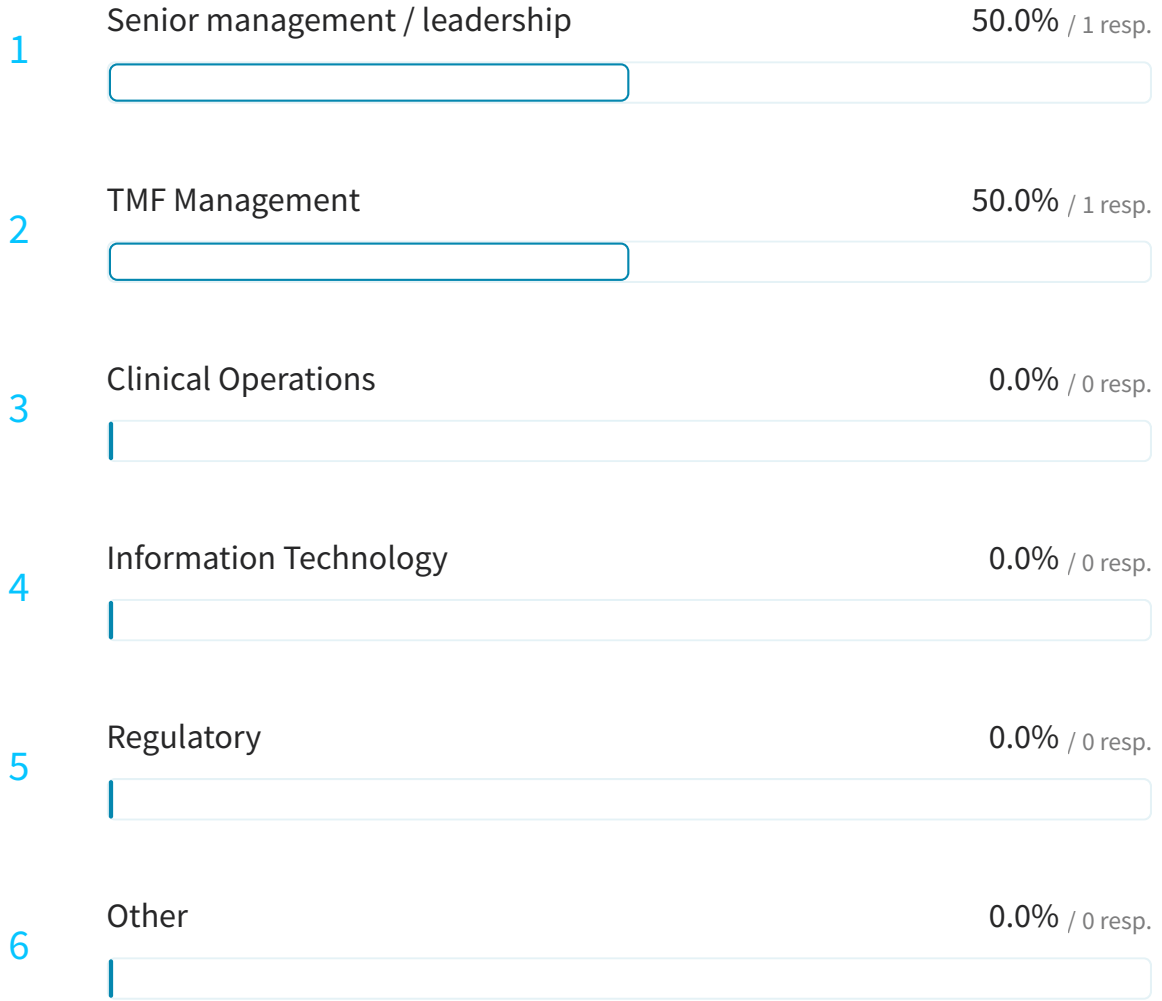 1 Senior management / leadership 50.0% / 1 resp.
2 TMF Management 50.0% / 1 resp.
3 Clinical Operations 0.0% / 0 resp.
4 Information Technology 0.0% / 0 resp.
5 Regulatory 0.0% / 0 resp.
6 Other 0.0% / 0 resp.